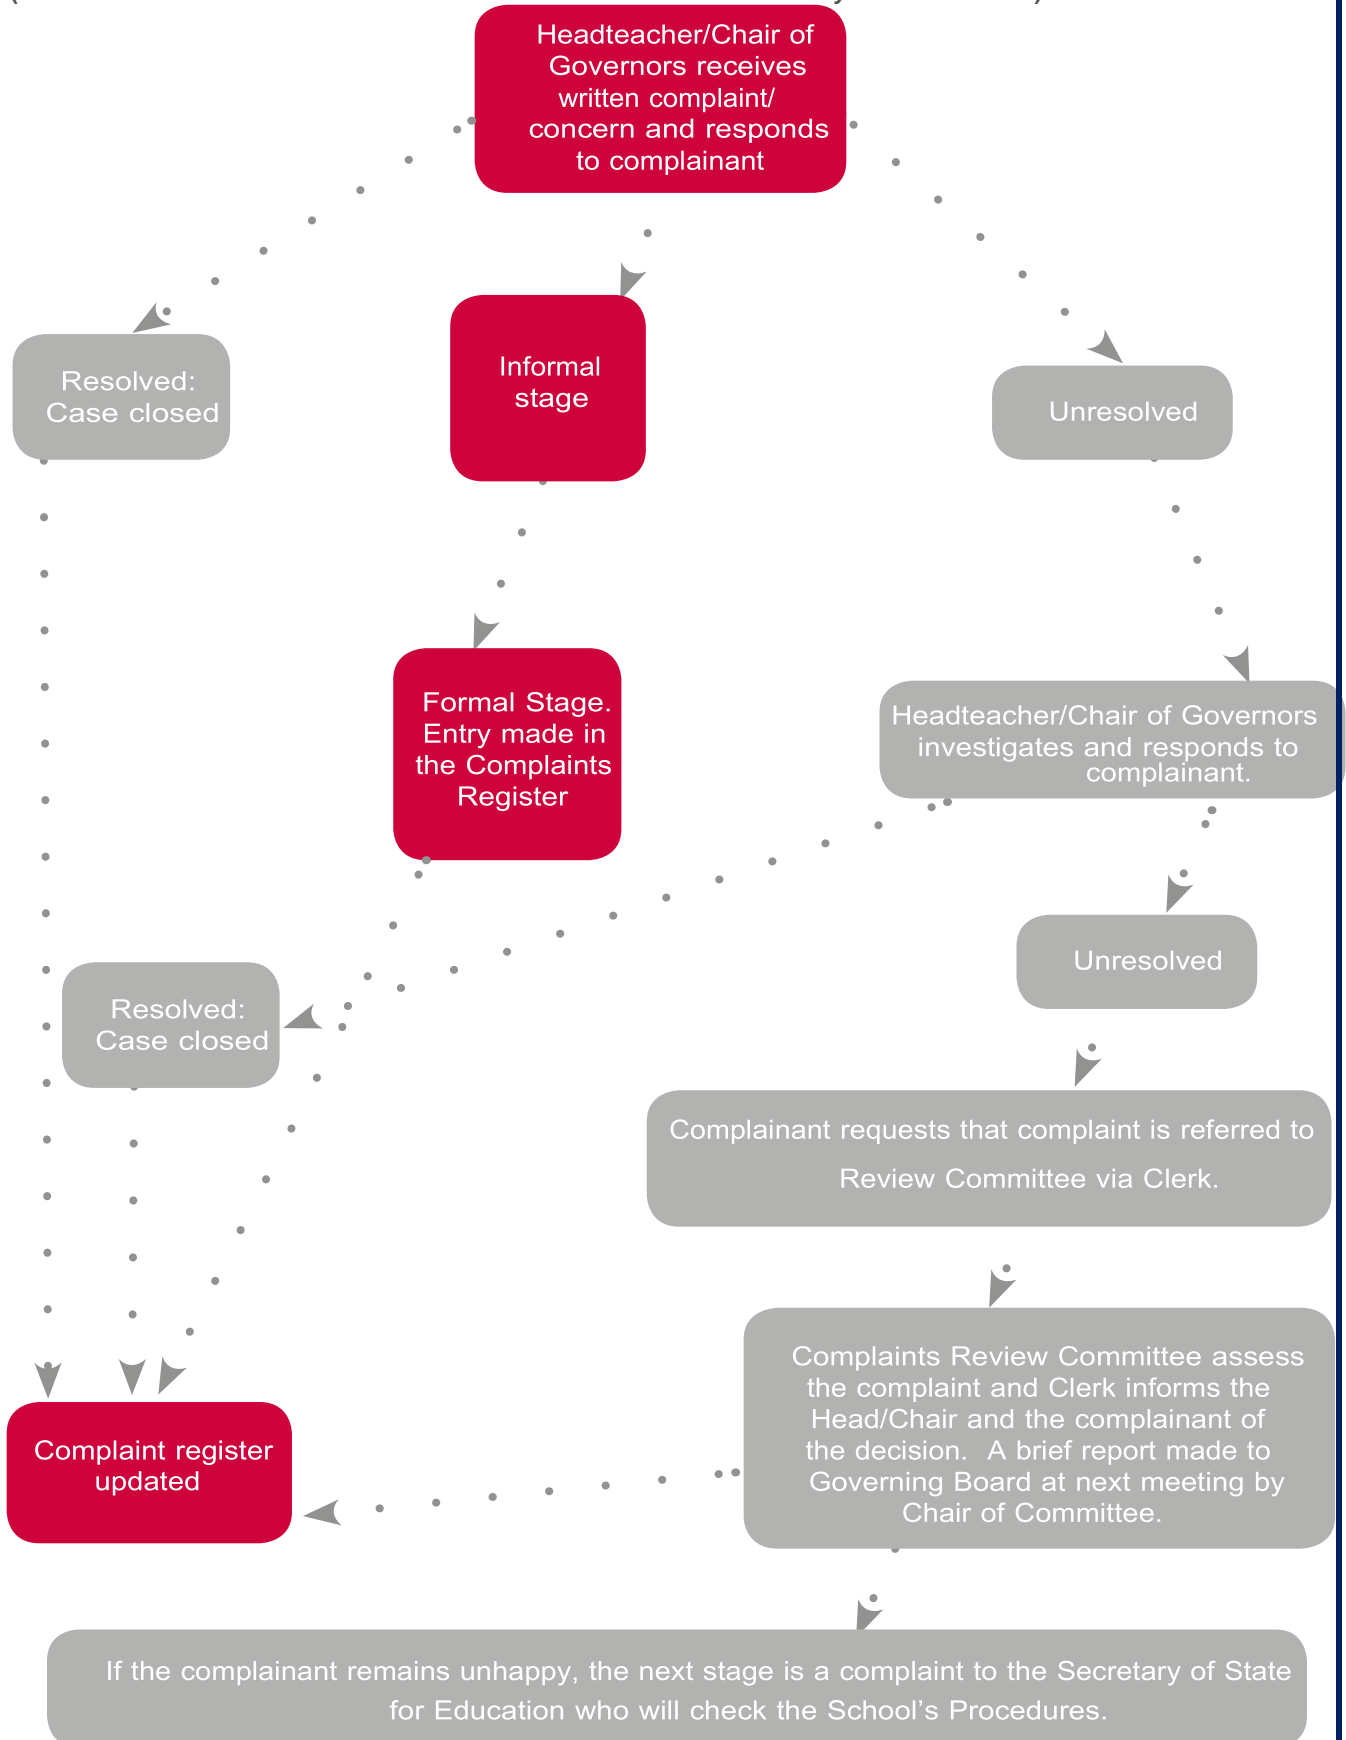 Headteacher/Chair of
Governors receives
written complaint/
concern and responds
to complainant
Informal
stage
Resolved:
Case closed
Unresolved
Formal Stage.
Entry made in
the Complaints
Register
Headteacher/Chair of Governors
investigates and responds to
complainant.
Unresolved
Resolved:
Case closed
Complainant requests that complaint is referred to
Review Committee via Clerk.
Complaints Review Committee assess
the complaint and Clerk informs the
Head/Chair and the complainant of
the decision.  A brief report made to
Governing Board at next meeting by
Chair of Committee.
Complaint register
updated
If the complainant remains unhappy, the next stage is a complaint to the Secretary of State
for Education who will check the School’s Procedures.